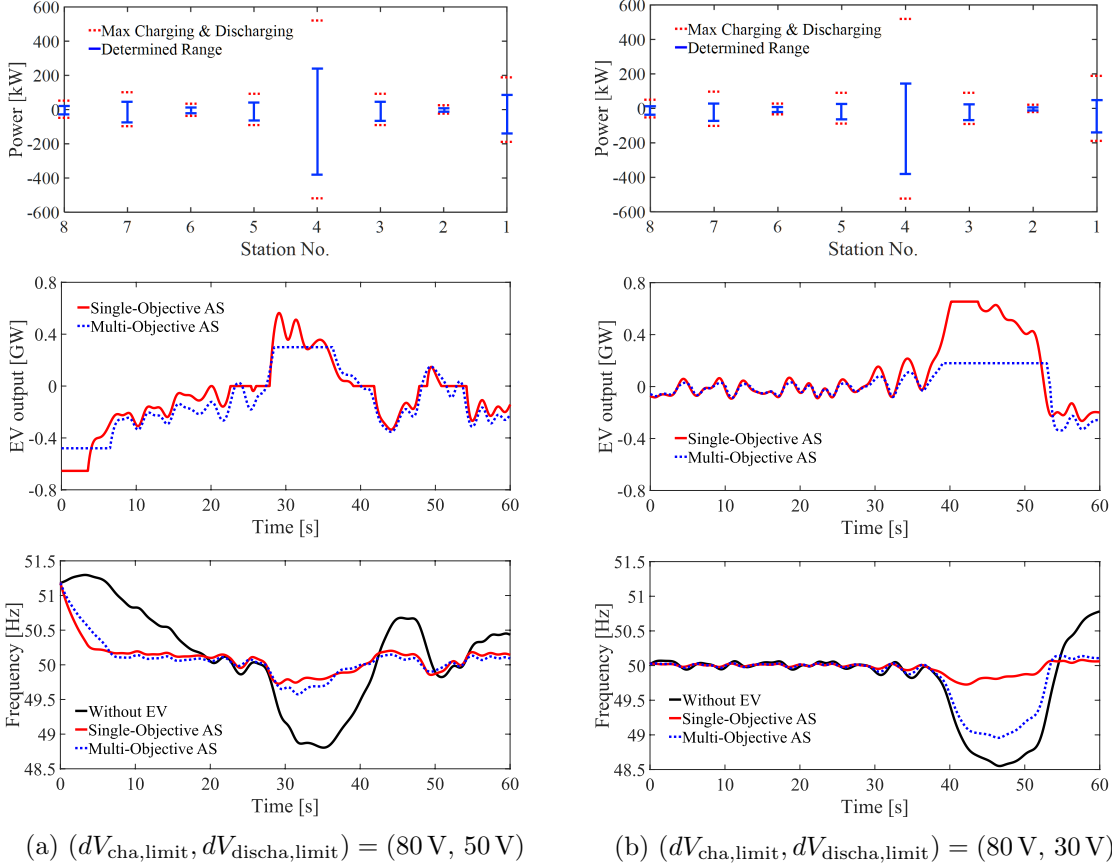 600
400
200
0
-200
-400
-600
Power [kW]
Max Charging & Discharging
Determined Range
8 7 6 5 4 3 2 1
Station No.
600
400
200
0
-200
-400
-600
Power [kW]
Max Charging & Discharging
Determined Range
8 7 6 5 4 3 2 1
Station No.
0.8
0.4
0
-0.4
-0.8
EV output [GW]
Single-Objective AS
Multi-Objective AS
0 10 20 30 40 50 60
Time [s]
0.8
0.4
0
-0.4
-0.8
EV output [GW]
Single-Objective AS
Multi-Objective AS
0 10 20 30 40 50 60
Time [s]
51.5
51
50.5
50
49.5
49
48.5
Frequency [Hz]
Without EV
Single-Objective AS
Multi-Objective AS
0 10 20 30 40 50 60
Time [s]
51.5
51
50.5
50
49.5
49
48.5
Frequency [Hz]
Without EV
Single-Objective AS
Multi-Objective AS
0 10 20 30 40 50 60
Time [s]
(a) (dVcha,limit, dVdischa,limit) = (80 V, 50 V)
(b) (dVcha,limit, dVdischa,limit) = (80 V, 30 V)